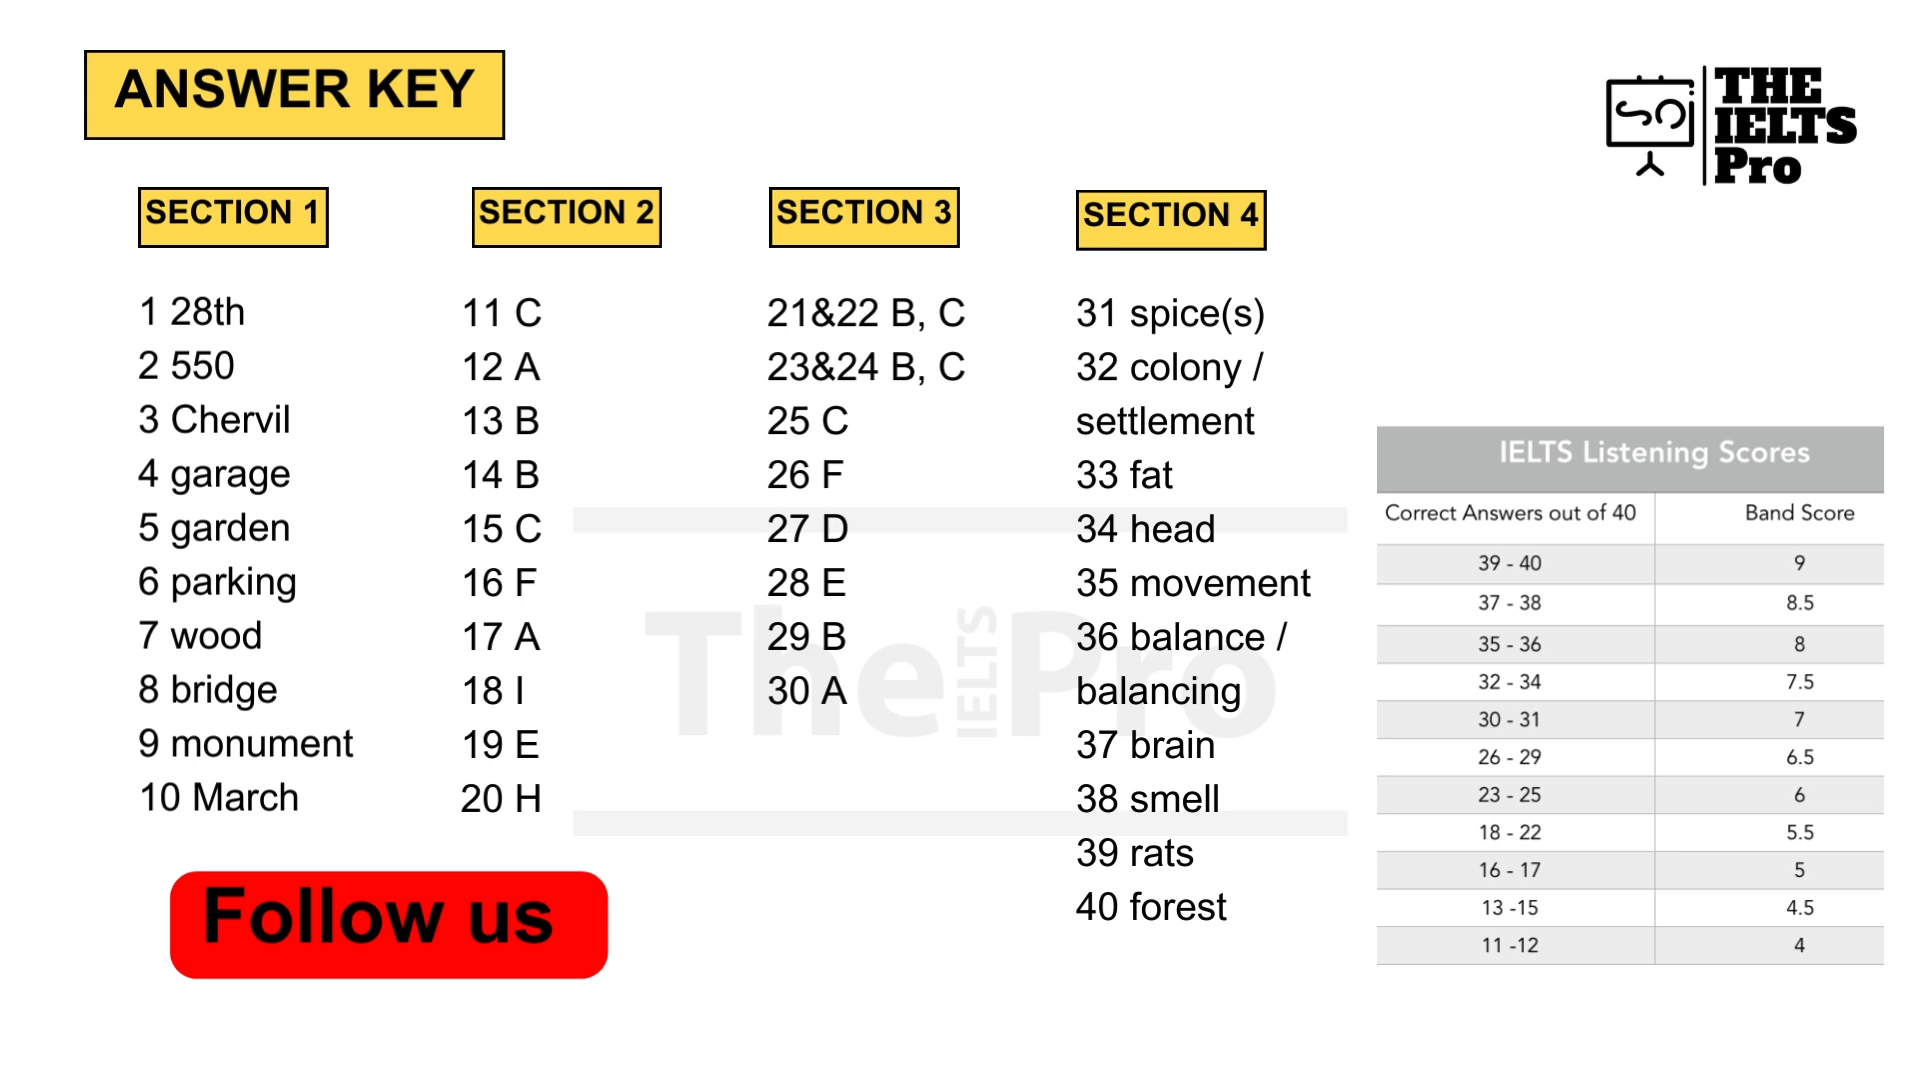 ANSWER KEY
THE
IELTS
Pro
SECTION 1
1 28th
2 550
3 Chervil
4 garage
5 garden
6 parking
7 wood
8 bridge
9 monument
10 March
SECTION 2
11 C
12 A
13 B
14 B
15 C
16 F
17 A
18 I
19 E
20 H
SECTION 3
21&22 B, C
23&24 B, C
25 C
26 F
27 D
28 E
29 B
30 A
SECTION 4
31 spice(s)
32 colony /
settlement
33 fat
34 head
35 movement
36 balance /
balancing
37 brain
38 smell
39 rats
40 forest
IELTS Listening Scores
Correct Answers out of 40 Band Score
39 - 40 9
37 - 38 8.5
35 - 36 8
32 - 34 7.5
30 - 31 7
26 - 29 6.5
23 - 25 6
18 - 22 5.5
16 - 17 5
13 -15 4.5
11 -12 4
The IELTS Pro
Follow us